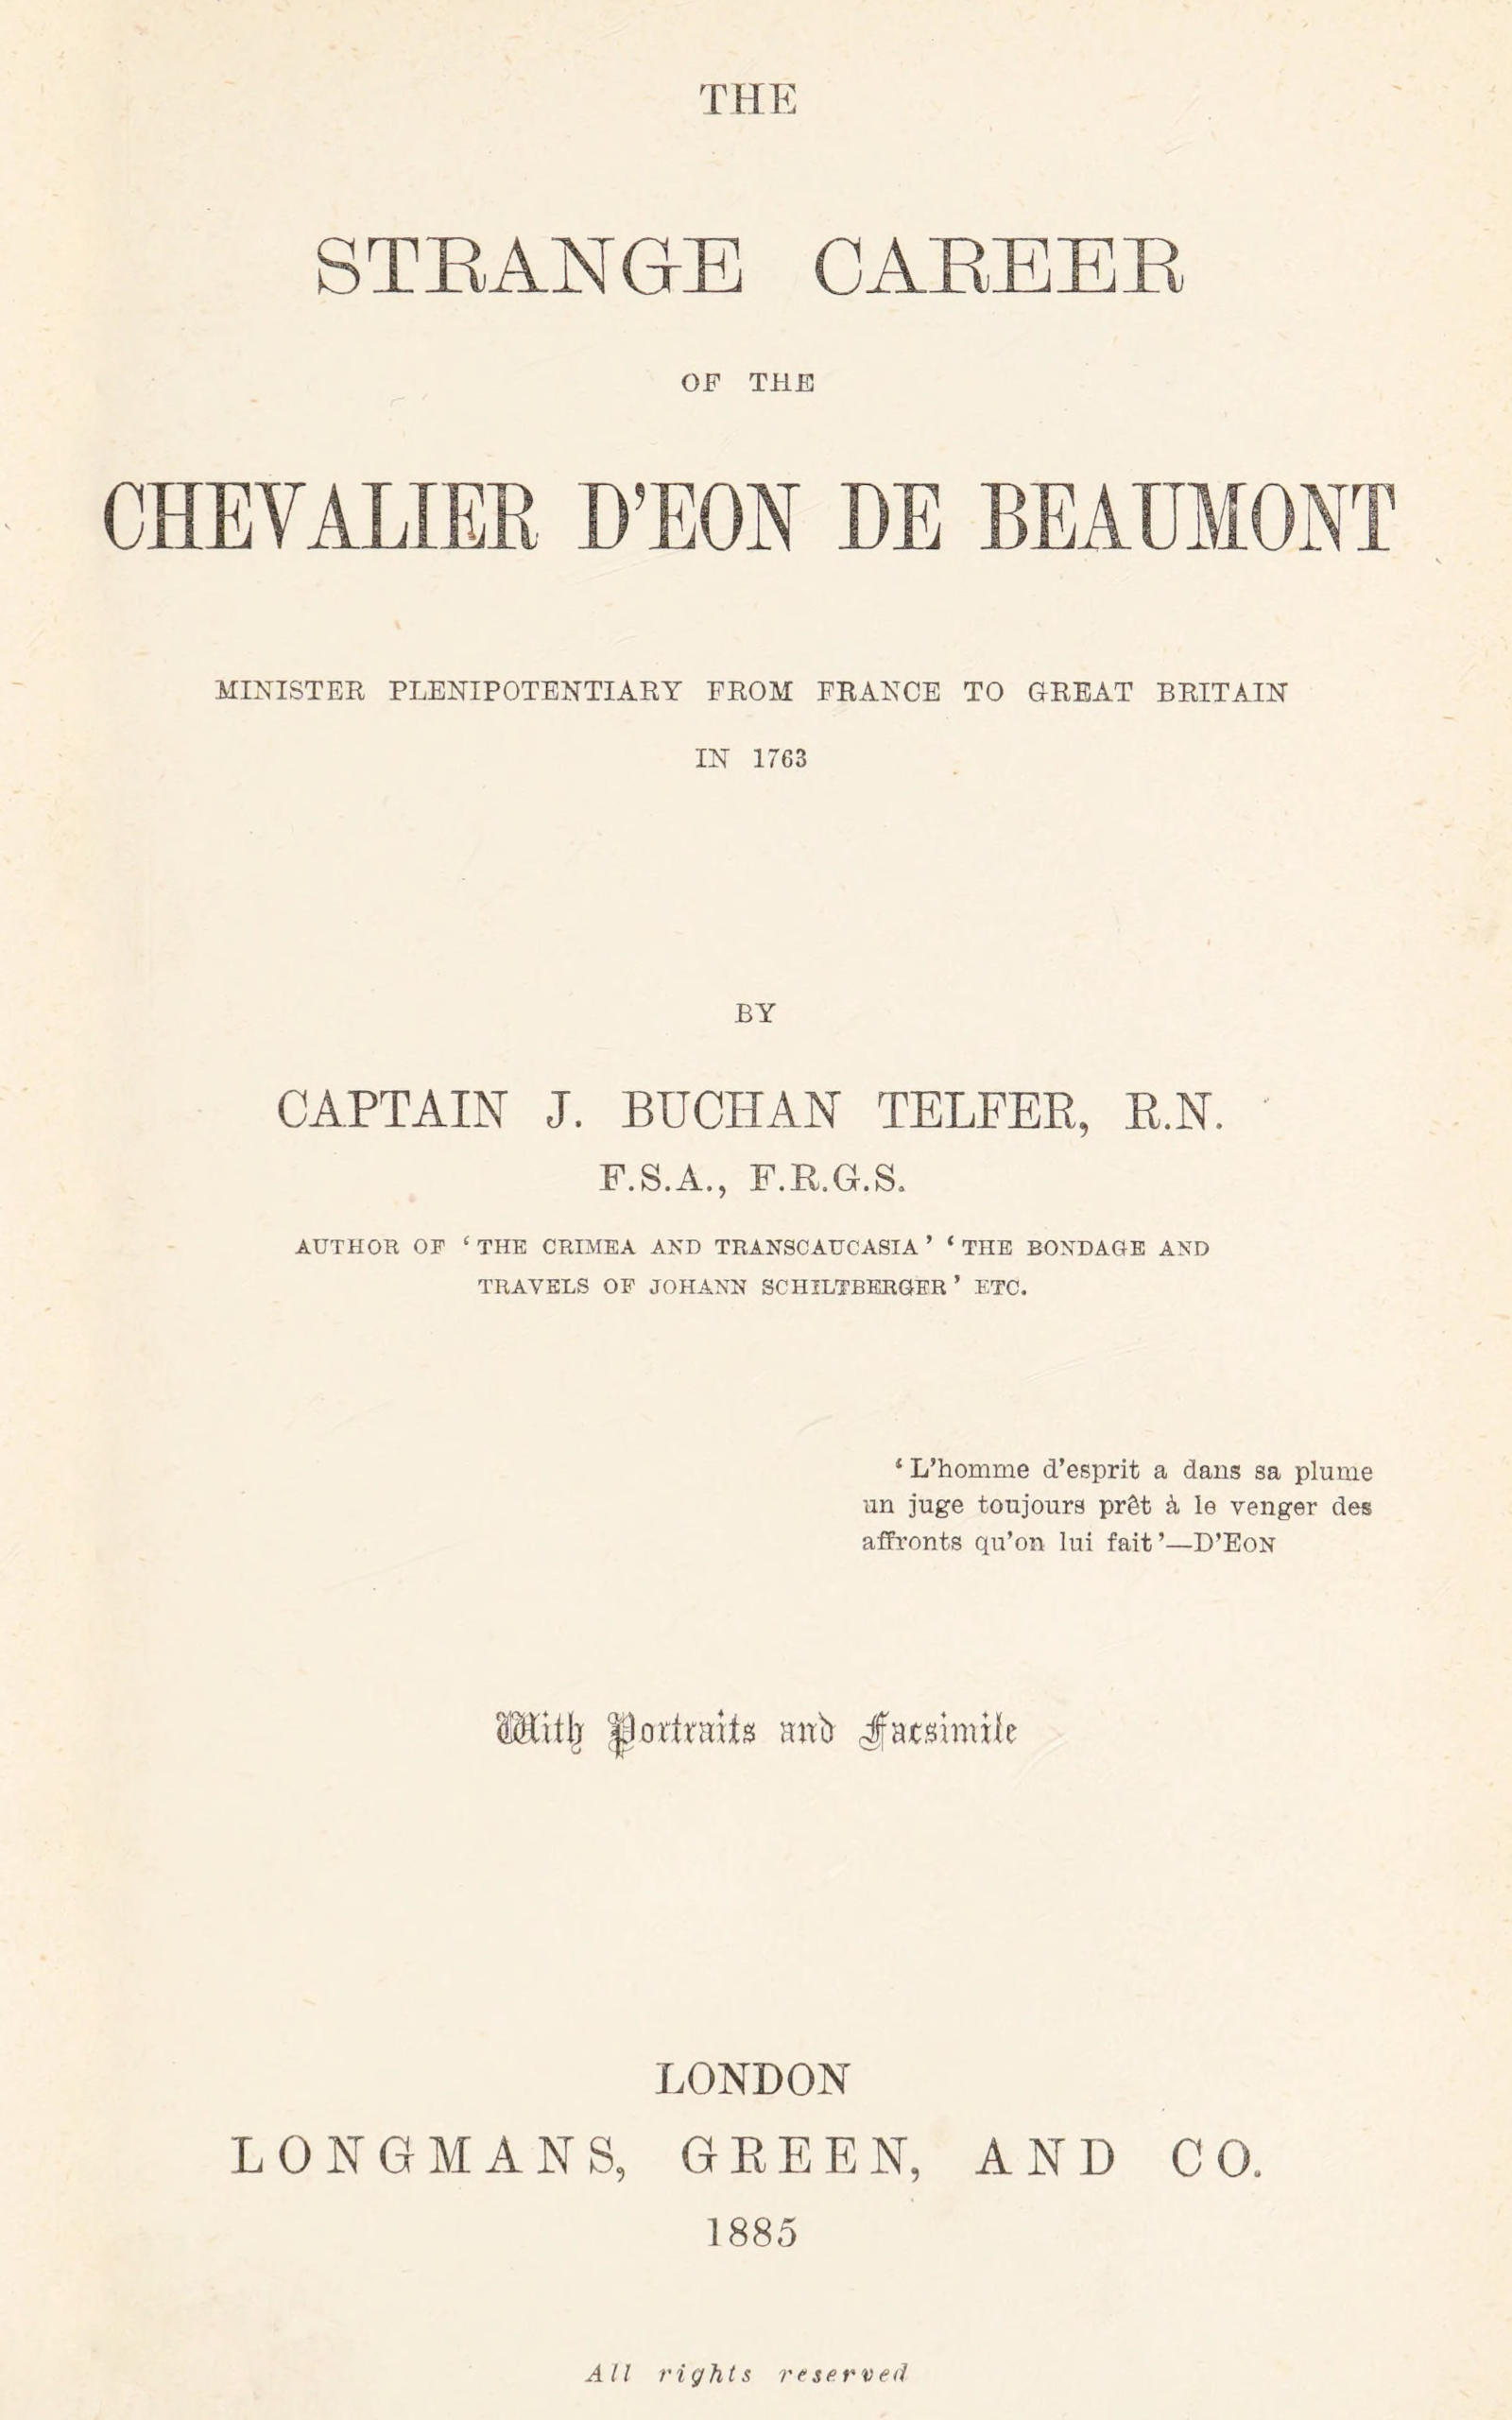 THE
STRANGE CAREER
OF THE
CHEVALIER D'EON DE BEAUMONT
MINISTER PLENIPOTENTIARY FROM FRANCE TO GREAT BRITAIN
IN 1763
BY
CAPTAIN J. BUCHAN TELFER, R.N.
F.S.A., F.R.G.S.
AUTHOR OF ‘THE CRIMEA AND TRANSCAUCASIA’ ‘THE BONDAGE AND
TRAVELS OF JOHANN SCHILTBERGER’ ETC.
‘L’homme d’esprit a dans sa plume
un juge toujours prêt à le venger des
affronts qu’on lui fait’—D’EON
With Portraits and Facsimile
LONDON
LONGMANS, GREEN, AND CO.
1885
All rights reserved